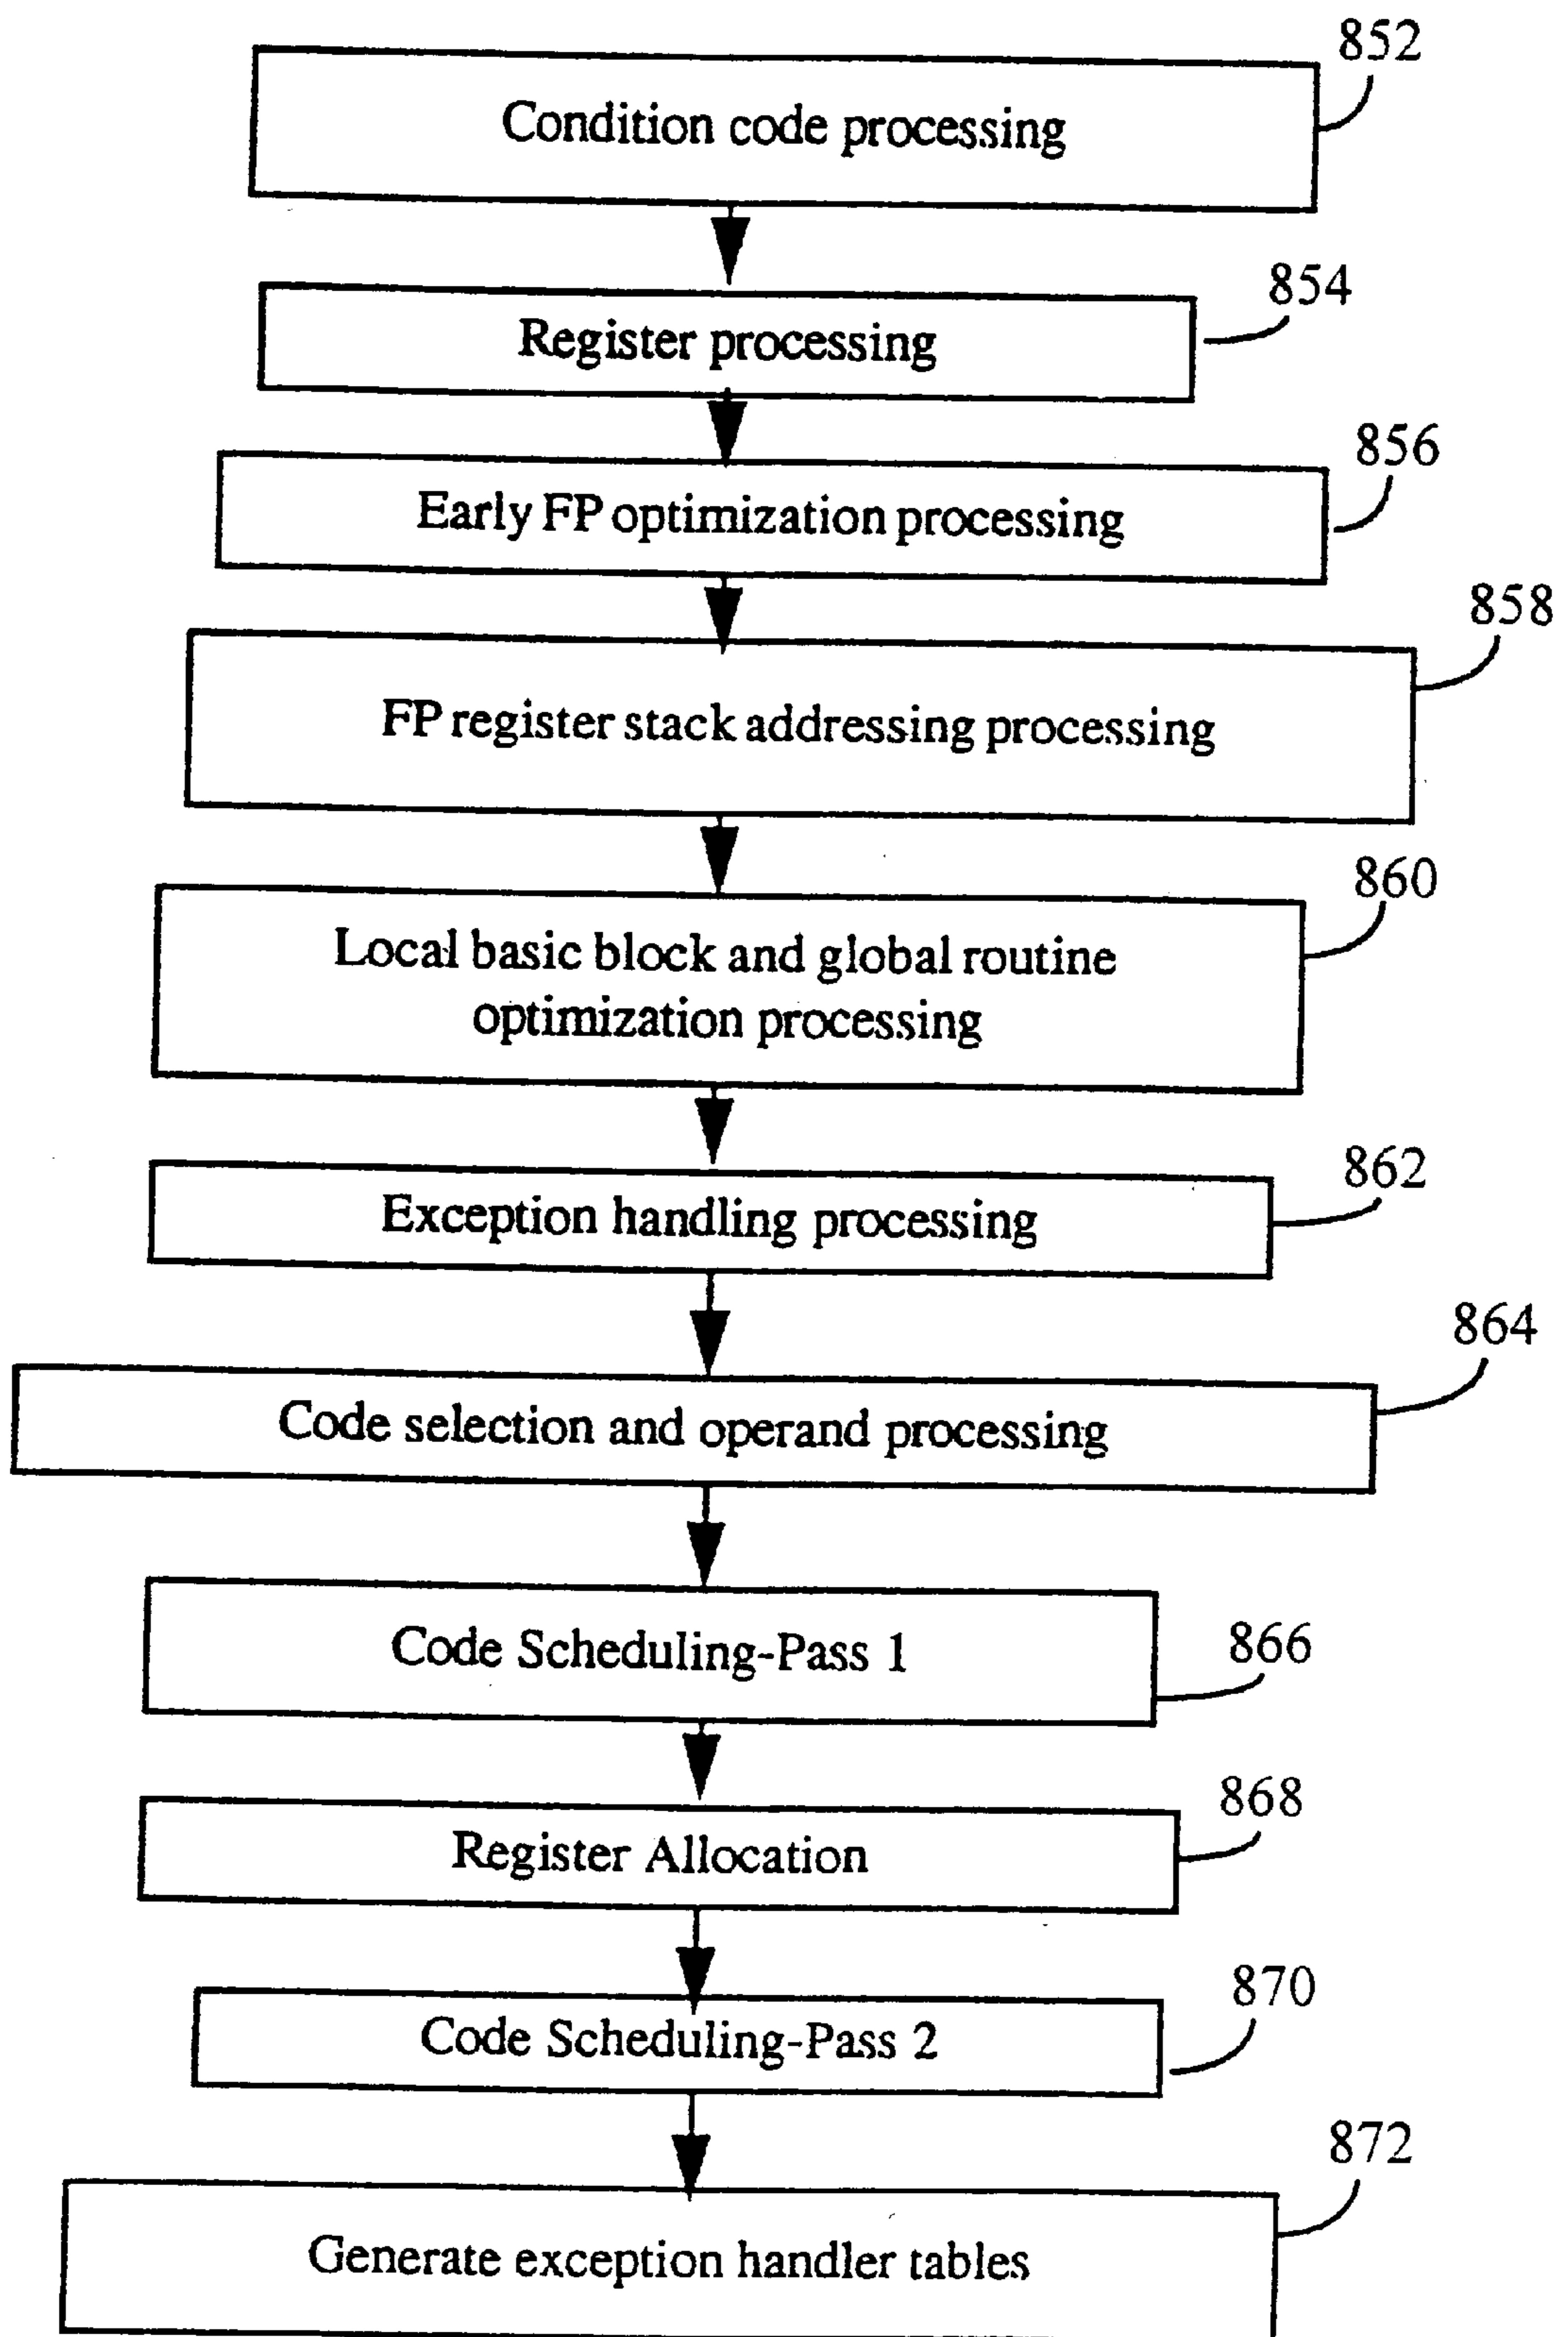 852
Condition code processing
854
Register processing
856
Early FP optimization processing
858
FP register stack addressing processing
860
Local basic block and global routine
optimization processing
862
Exception handling processing
864
Code selection and operand processing
Code Scheduling-Pass 1
866
868
Register Allocation
870
Code Scheduling-Pass 2
872
Generate exception handler tables